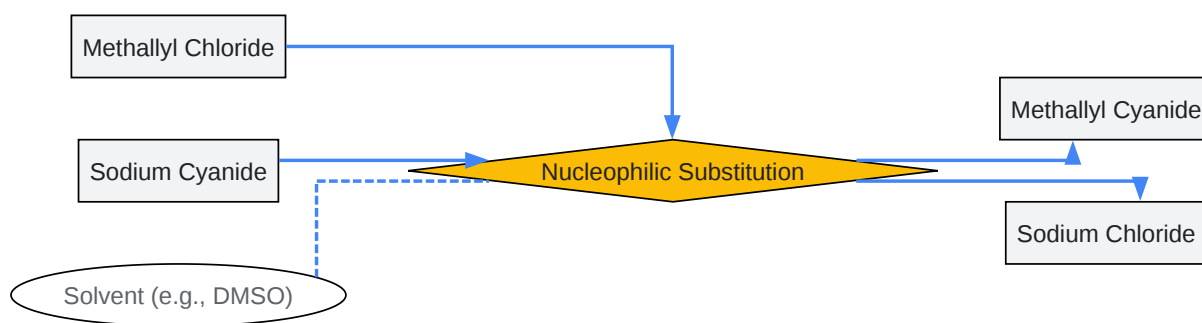 Methallyl Chloride
Methallyl Cyanide
Sodium Cyanide
Nucleophilic Substitution
Sodium Chloride
Solvent (e.g., DMSO)